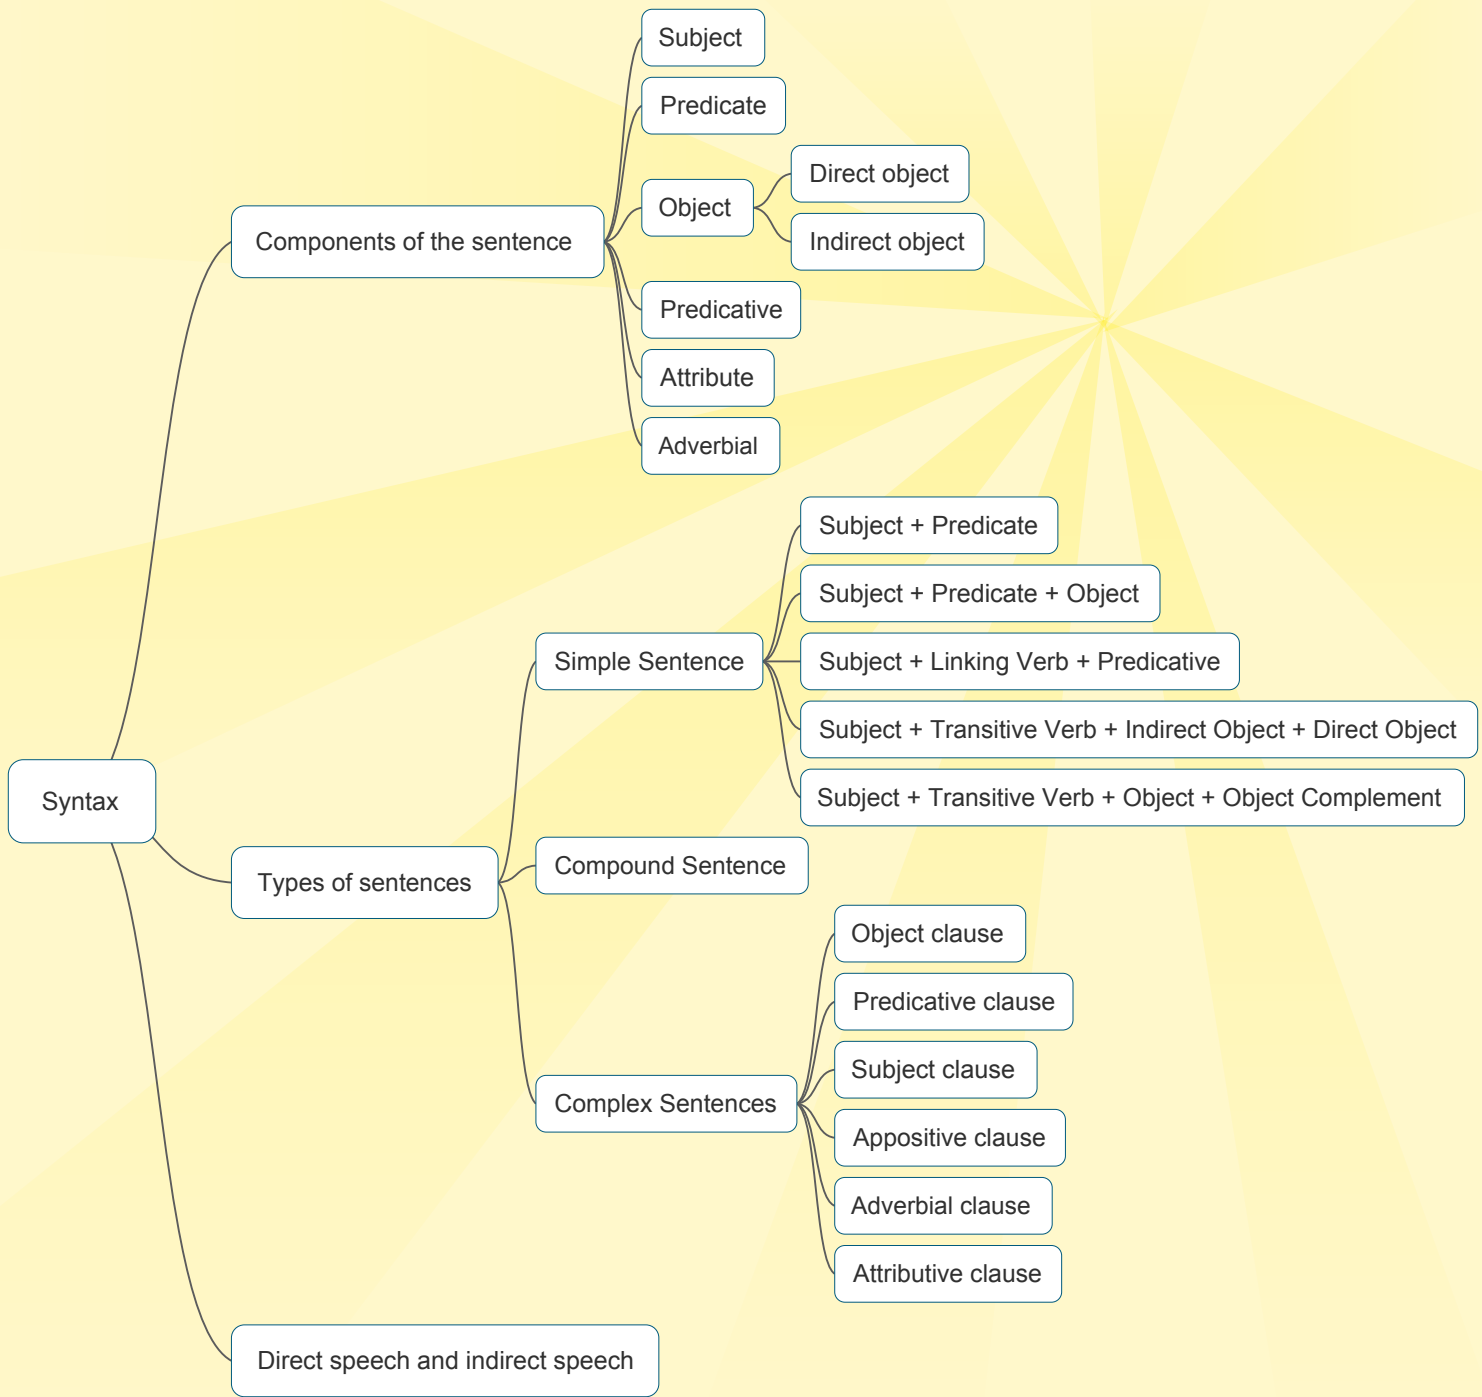 Subject
Predicate
Direct object
Object
Indirect object
Components of the sentence
Predicative
Attribute
Adverbial
Subject + Predicate
Subject + Predicate + Object
Simple Sentence
Subject + Linking Verb + Predicative
Subject + Transitive Verb + Indirect Object + Direct Object
Subject + Transitive Verb + Object + Object Complement
Syntax
Types of sentences
Compound Sentence
Object clause
Predicative clause
Subject clause
Complex Sentences
Appositive clause
Adverbial clause
Attributive clause
Direct speech and indirect speech